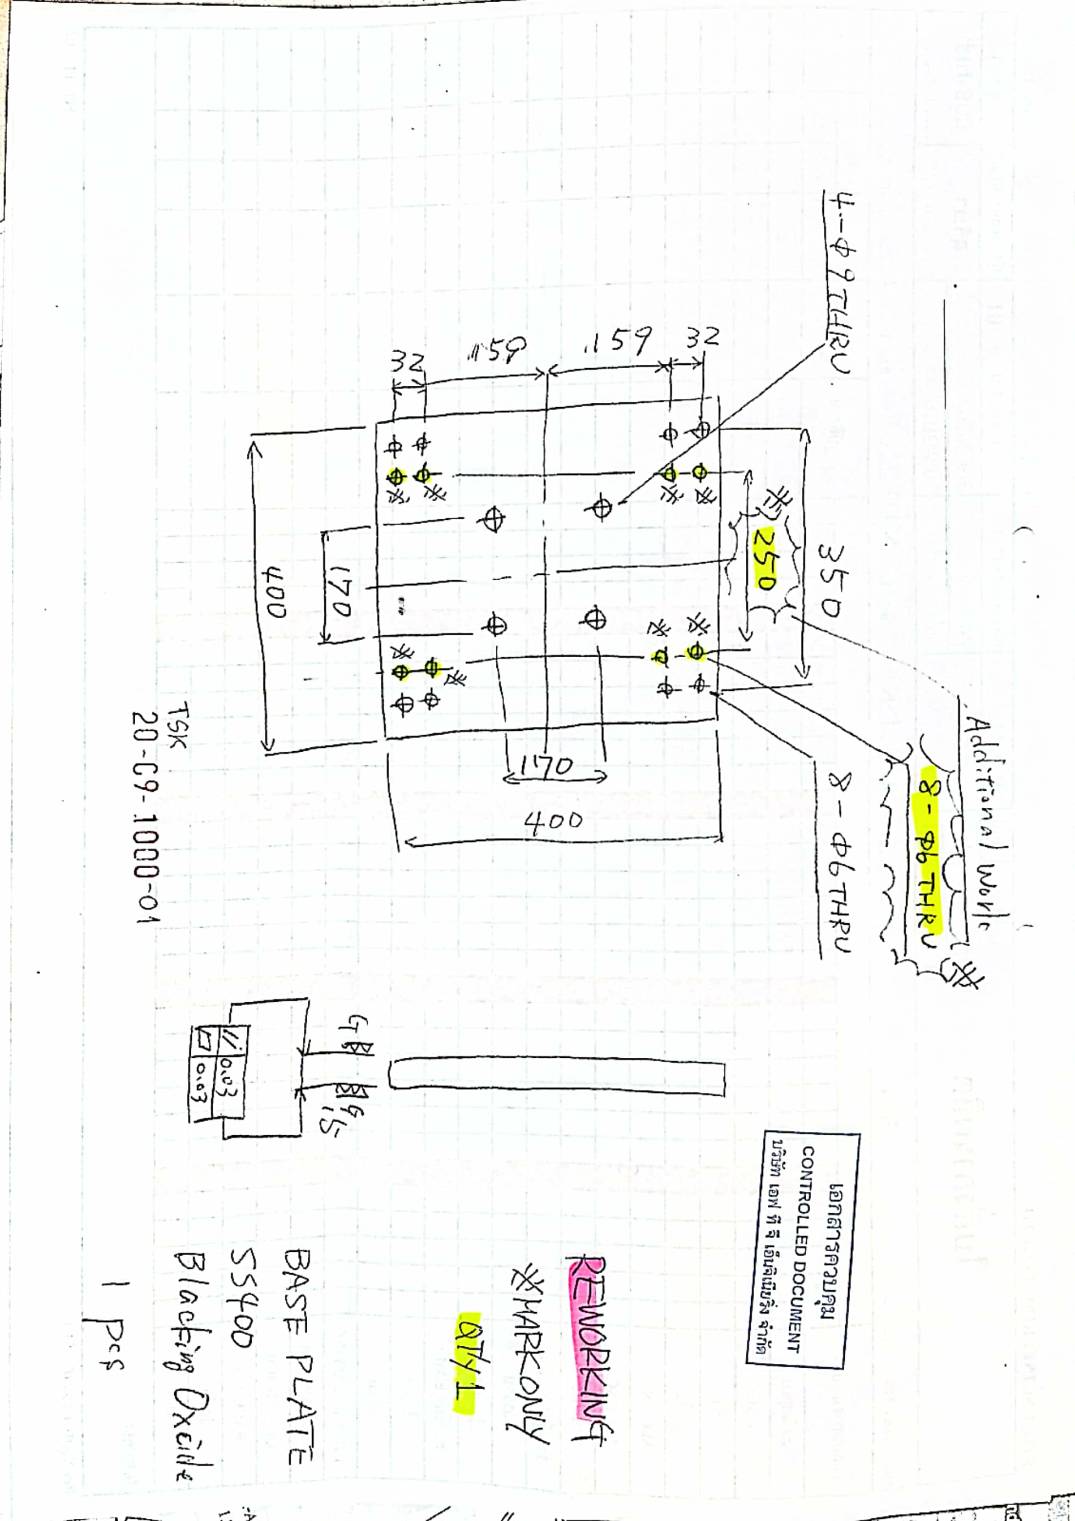 Additional Work
※
8-Φ6 THRU
4-Φ9 THRU
350
8-Φ6 THRU
※
250
เอกสารควบคุม
CONTROLLED DOCUMENT
บริษัท เอฟ ที จี เอ็นจิเนียริ่ง จำกัด
32
※
※
※
※
159
170
400
REWORKING
※MARK ONLY
QTY 1
159
32
※
※
※
※
170
400
G
G
15
// 0.03
▱ 0.03
BASE PLATE
SS400
Blacking Oxcide
1 pcs
TSK
20-C9-1000-01